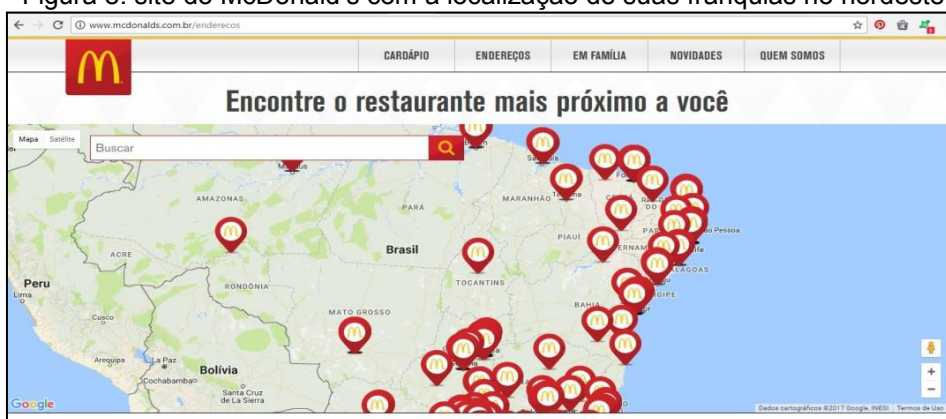 Figura 3: site do McDonald's com a localização de suas franquias no nordeste
www.mcdonalds.com.br/enderecos
CARDÁPIO ENDEREÇOS EM FAMÍLIA NOVIDADES QUEM SOMOS
Encontre o restaurante mais próximo a você
Mapa Satélite
Buscar
AMAZONAS
PARÁ
MARANHÃO
ACRE
Brasil
PIAUÍ
Peru
Lima
RONDÔNIA
TOCANTINS
BAHIA
MATO GROSSO
Cusco
Arequipa
La Paz
Bolívia
Cochabamba
Santa Cruz
de La Sierra
Google
Dados cartográficos ©2017 Google, INEGI Termos de Uso